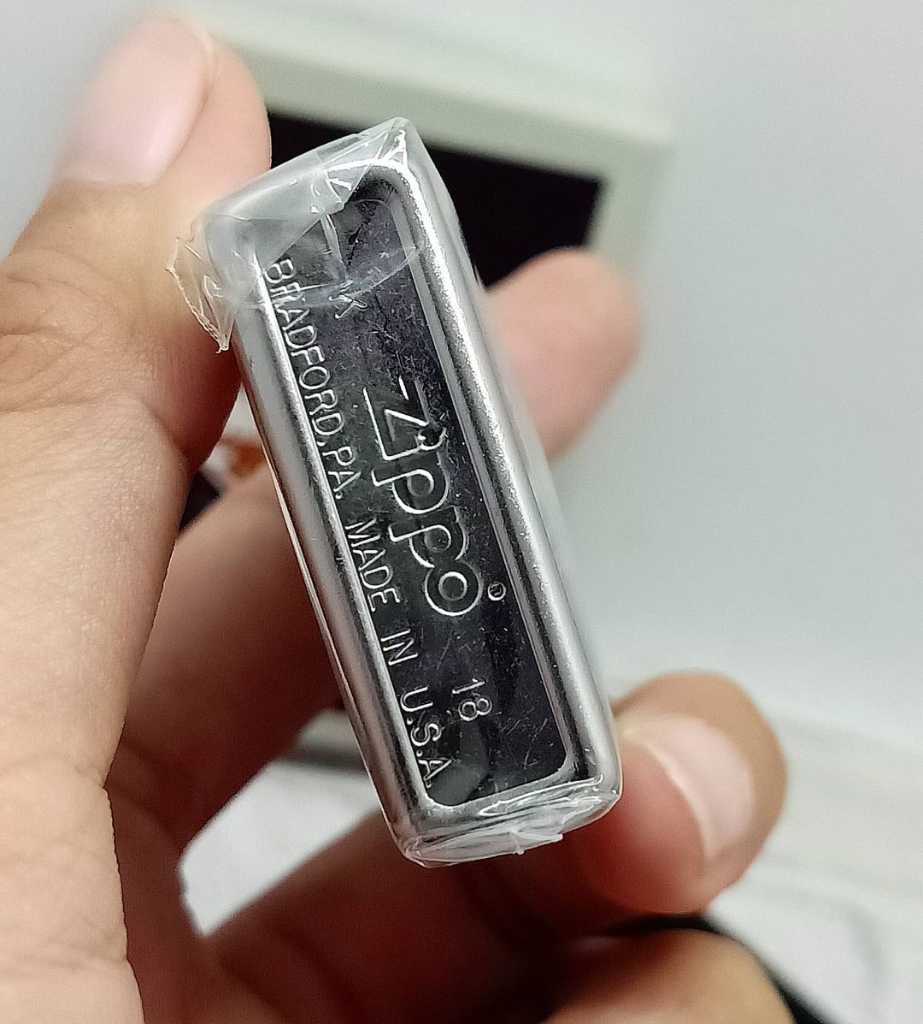 K Zippo® 18
BRADFORD,PA. MADE IN U.S.A.